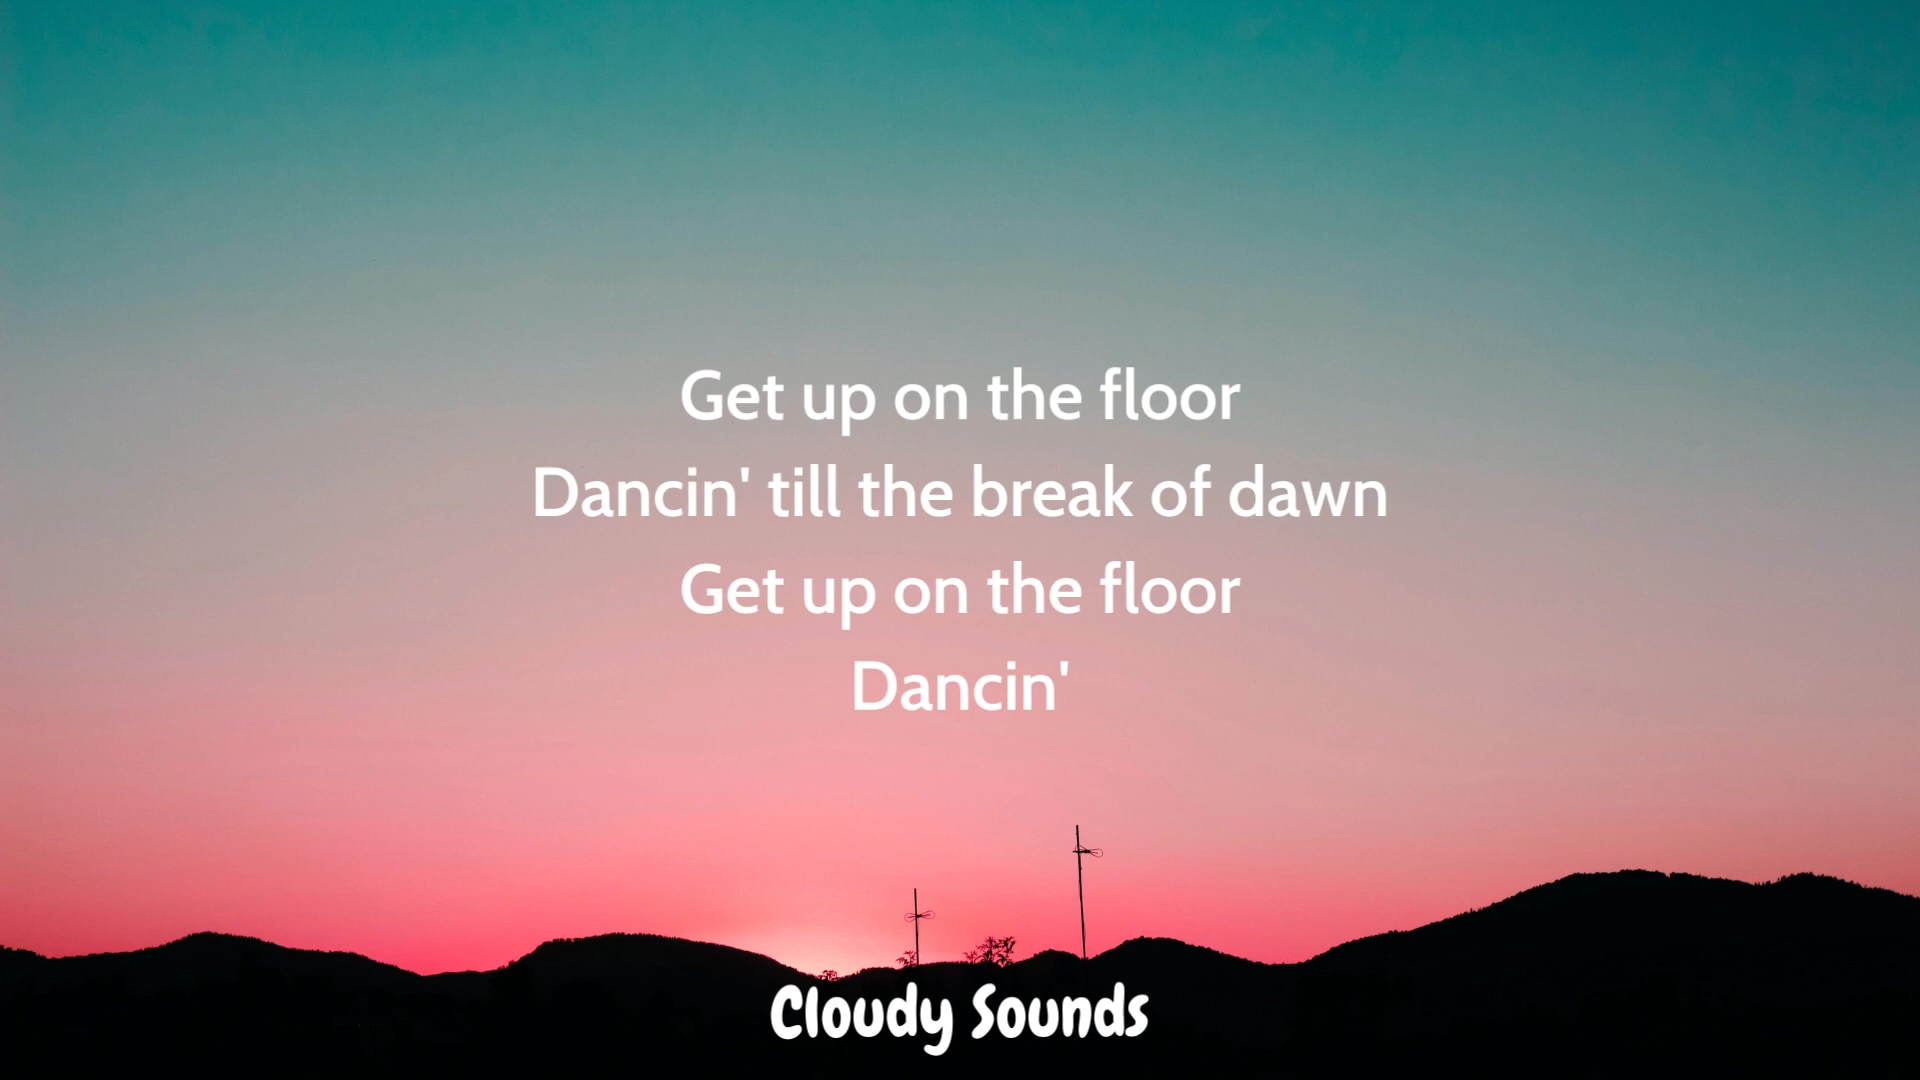 Get up on the floor
Dancin' till the break of dawn
Get up on the floor
Dancin'
Cloudy Sounds